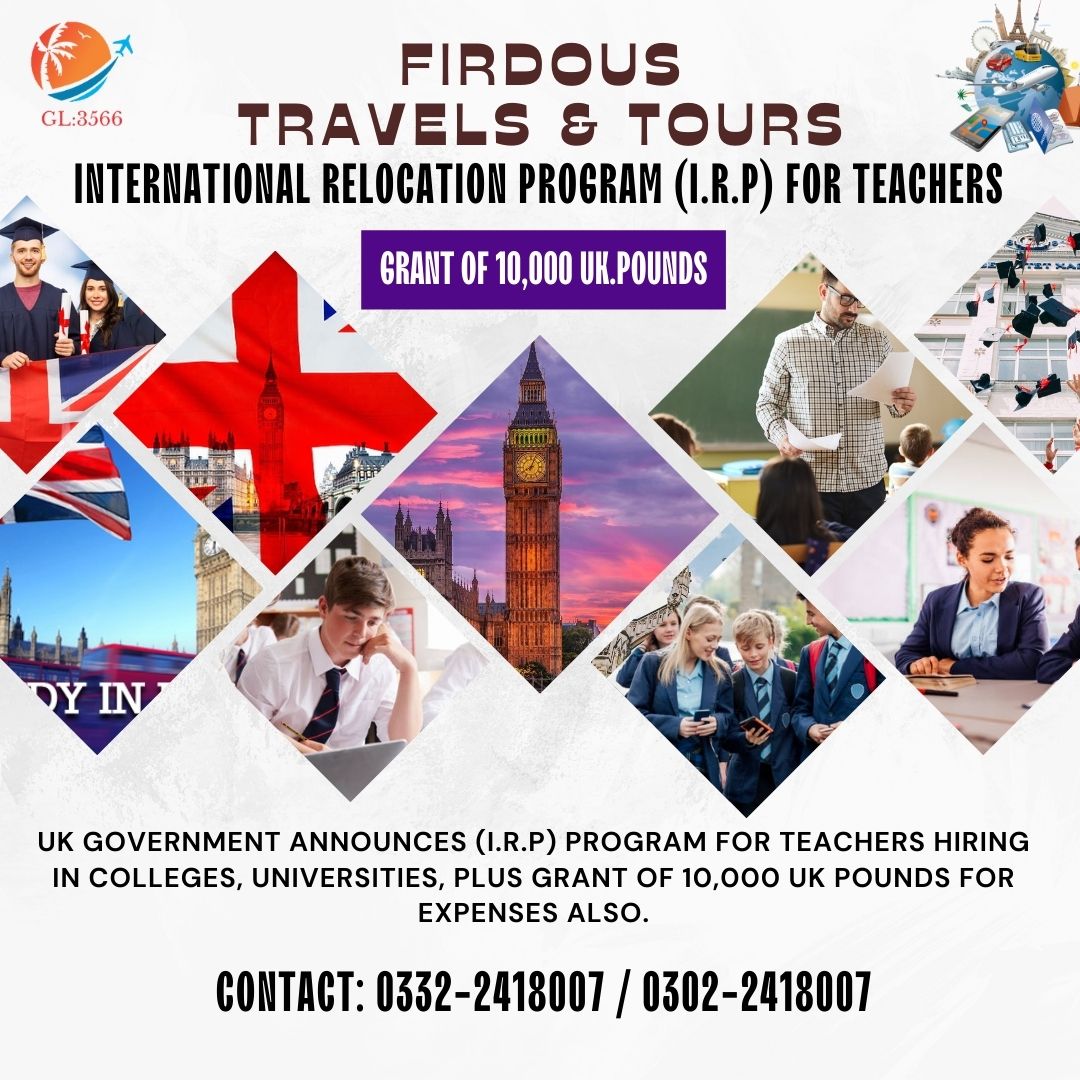 GL:3566
FIRDOUS
TRAVELS & TOURS
INTERNATIONAL RELOCATION PROGRAM (I.R.P) FOR TEACHERS
GRANT OF 10,000 UK.POUNDS
DY IN
UK GOVERNMENT ANNOUNCES (I.R.P) PROGRAM FOR TEACHERS HIRING
IN COLLEGES, UNIVERSITIES, PLUS GRANT OF 10,000 UK POUNDS FOR
EXPENSES ALSO.
CONTACT: 0332-2418007 / 0302-2418007